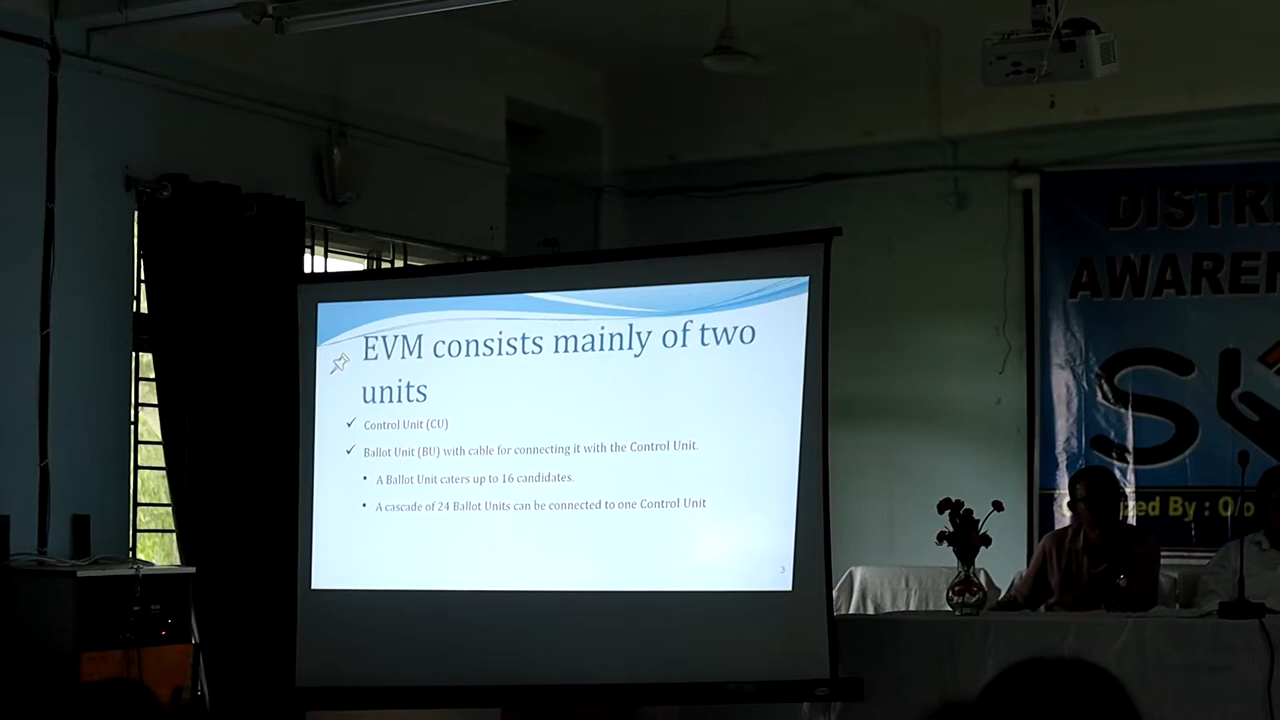 EVM consists mainly of two
units
✓ Control Unit (CU)
✓ Ballot Unit (BU) with cable for connecting it with the Control Unit.
• A Ballot Unit caters up to 16 candidates.
• A cascade of 24 Ballot Units can be connected to one Control Unit
3
DISTR
AWARE
ized By : O/o